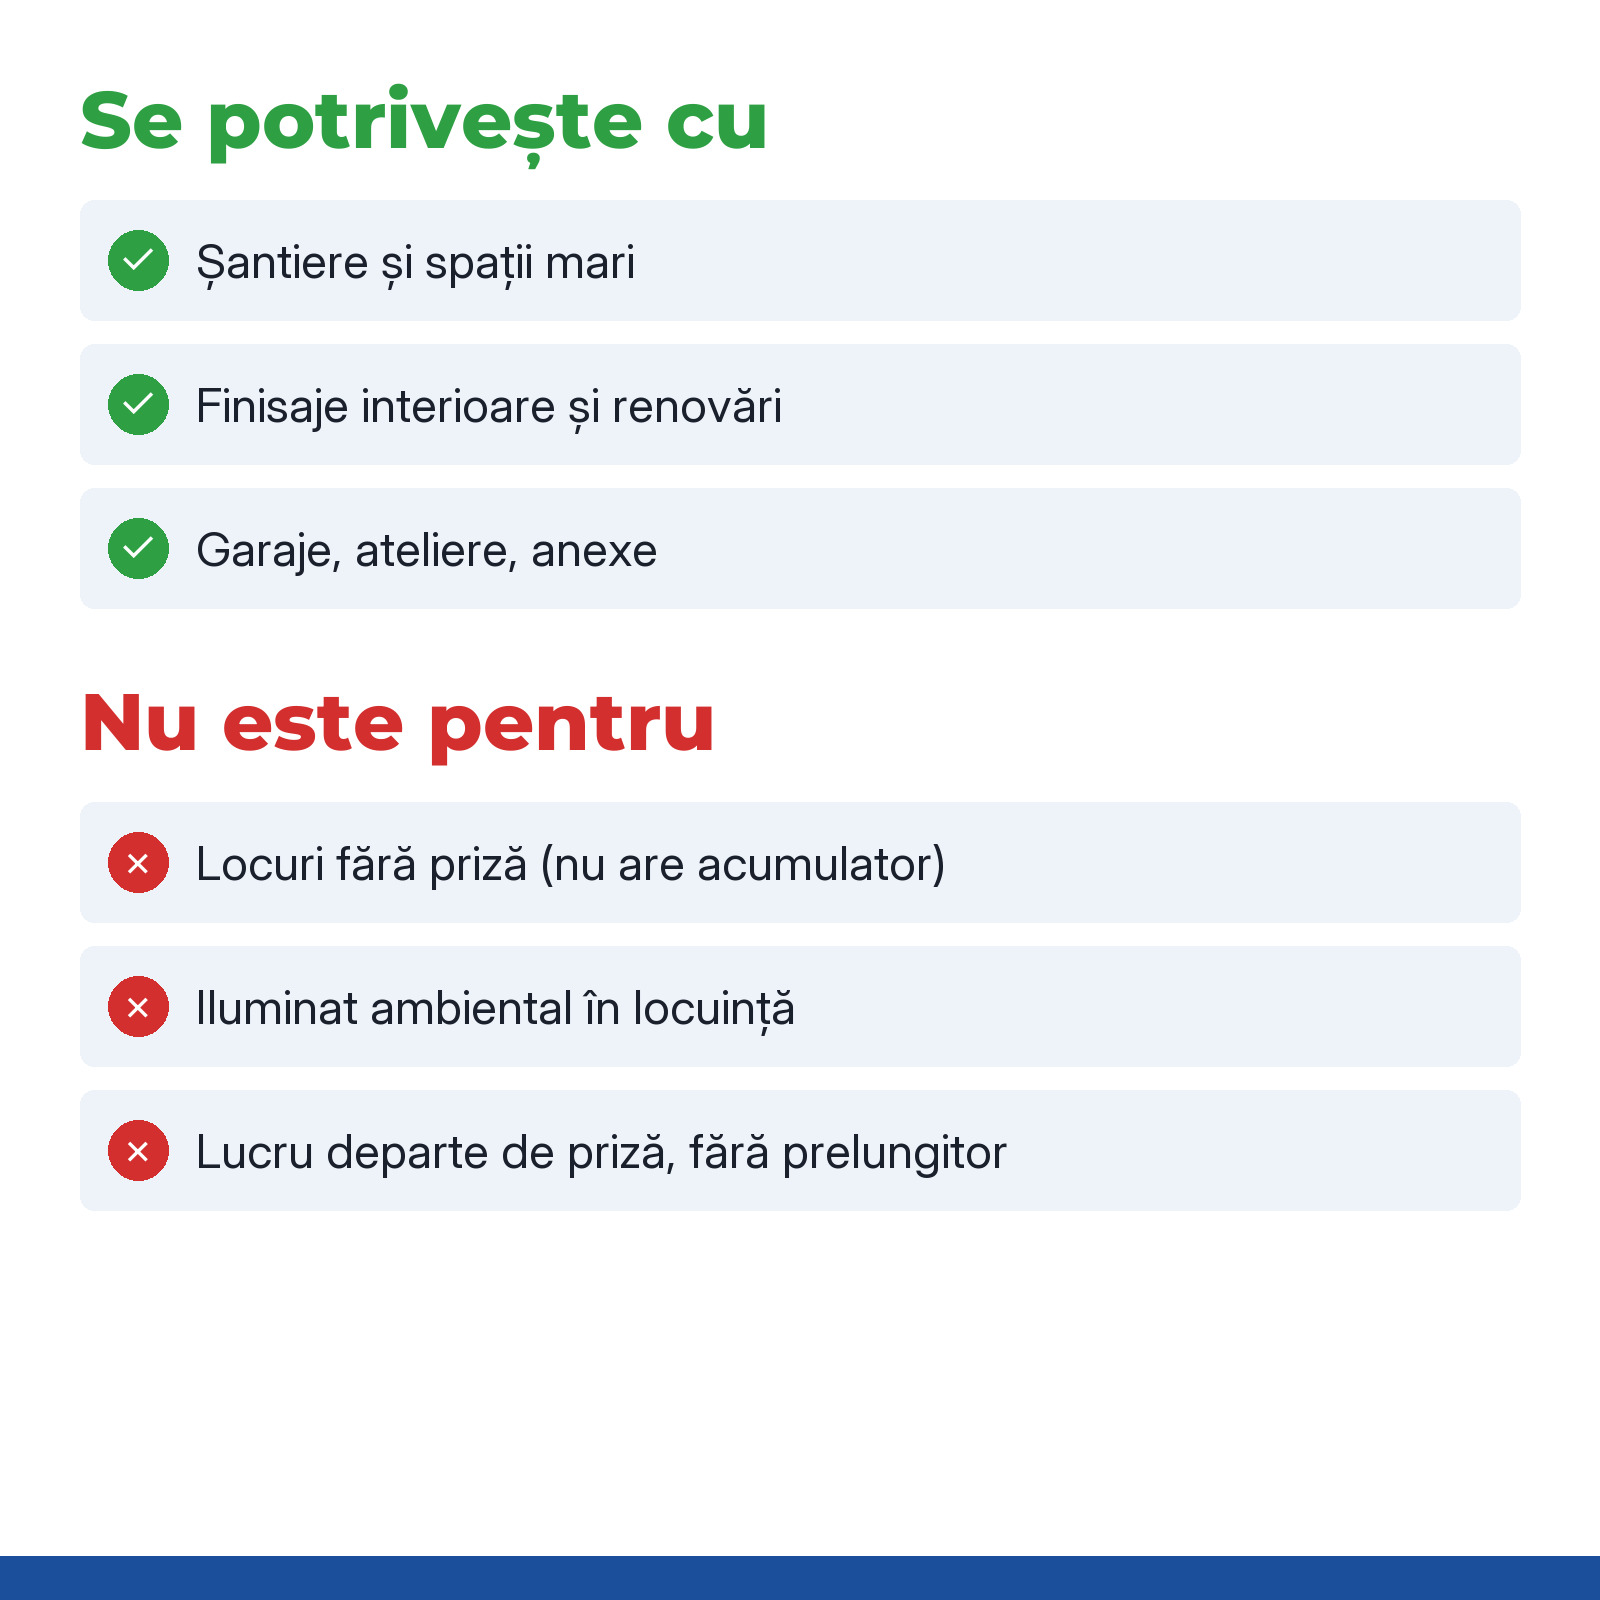 Se potrivește cu
Șantiere și spații mari
Finisaje interioare și renovări
Garaje, ateliere, anexe
Nu este pentru
Locuri fără priză (nu are acumulator)
Iluminat ambiental în locuință
Lucru departe de priză, fără prelungitor